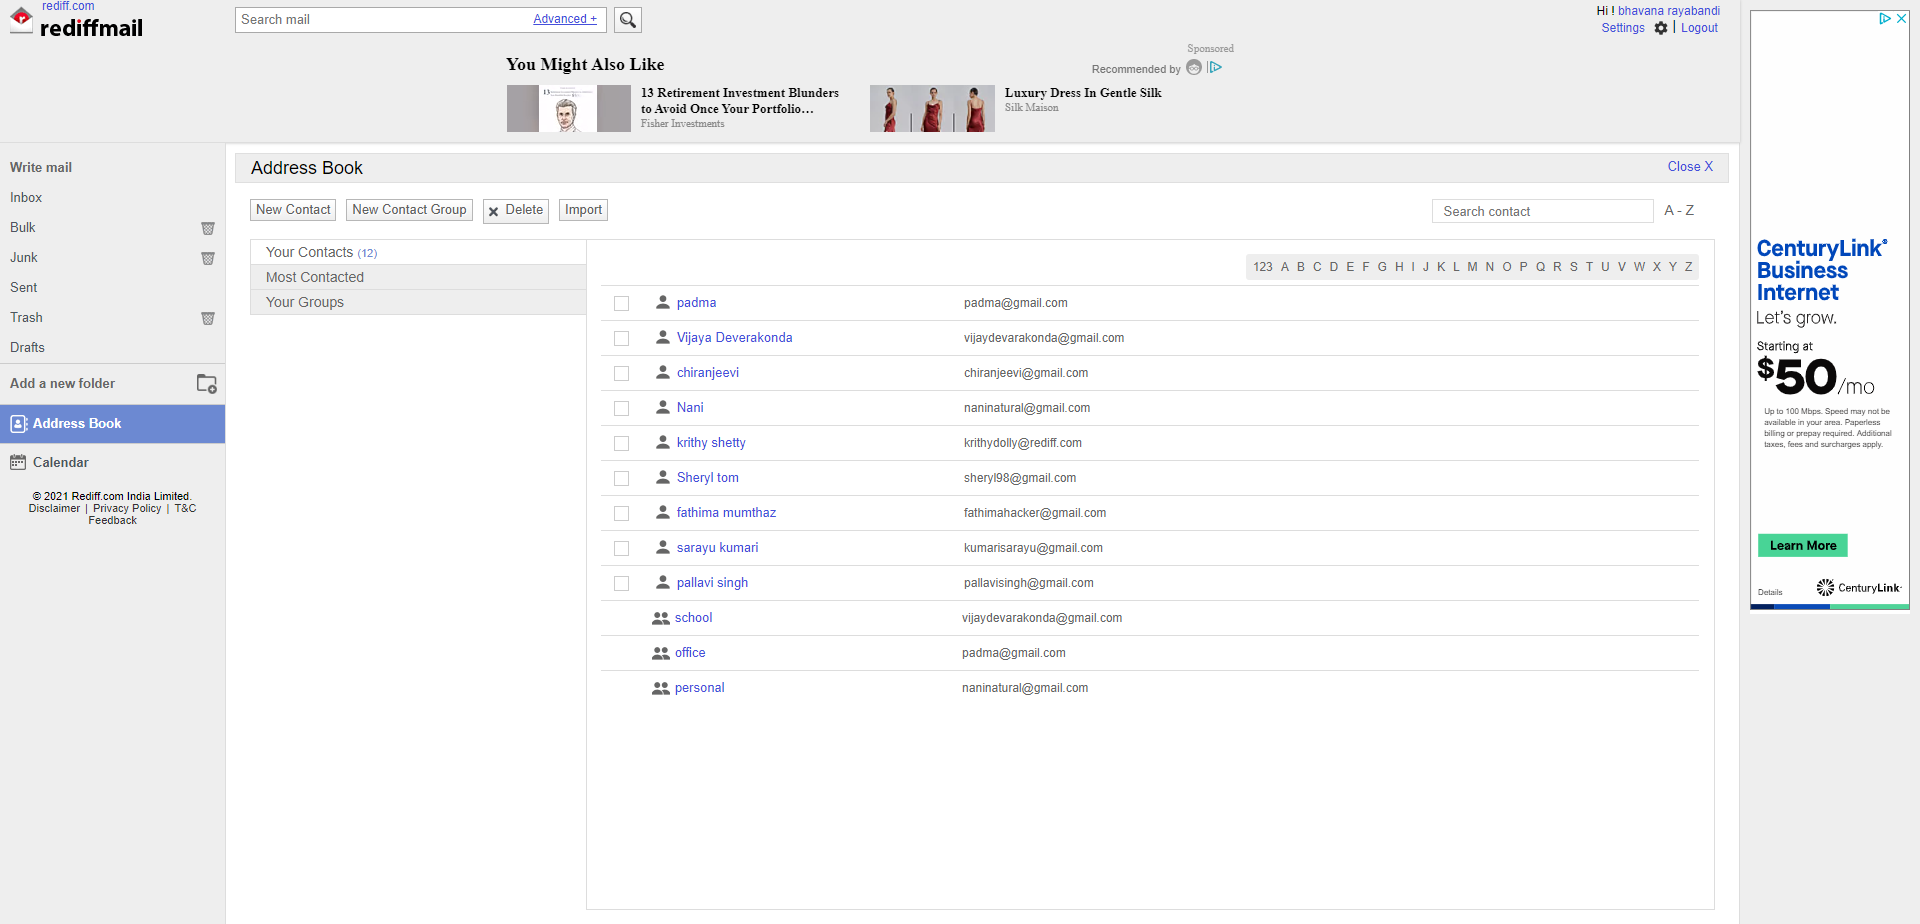 rediff.com
rediffmail
Search mail
Advanced +
Hi ! bhavana rayabandi
Settings | Logout
Sponsored
You Might Also Like
Recommended by
13 Retirement Investment Blunders
to Avoid Once Your Portfolio…
Fisher Investments
Luxury Dress In Gentle Silk
Silk Maison
Write mail
Inbox
Bulk
Junk
Sent
Trash
Drafts
Add a new folder
Address Book
Calendar
© 2021 Rediff.com India Limited.
Disclaimer | Privacy Policy | T&C
Feedback
Address Book
Close X
New Contact
New Contact Group
Delete
Import
Search contact
A - Z
Your Contacts (12)
Most Contacted
Your Groups
123 A B C D E F G H I J K L M N O P Q R S T U V W X Y Z
padma padma@gmail.com
Vijaya Deverakonda vijaydevarakonda@gmail.com
chiranjeevi chiranjeevi@gmail.com
Nani naninatural@gmail.com
krithy shetty krithydolly@rediff.com
Sheryl tom sheryl98@gmail.com
fathima mumthaz fathimahacker@gmail.com
sarayu kumari kumarisarayu@gmail.com
pallavi singh pallavisingh@gmail.com
school vijaydevarakonda@gmail.com
office padma@gmail.com
personal naninatural@gmail.com
CenturyLink®
Business
Internet
Let's grow.
Starting at
$50/mo
Up to 100 Mbps. Speed may not be
available in your area. Paperless
billing or prepay required. Additional
taxes, fees and surcharges apply.
Learn More
Details
CenturyLink